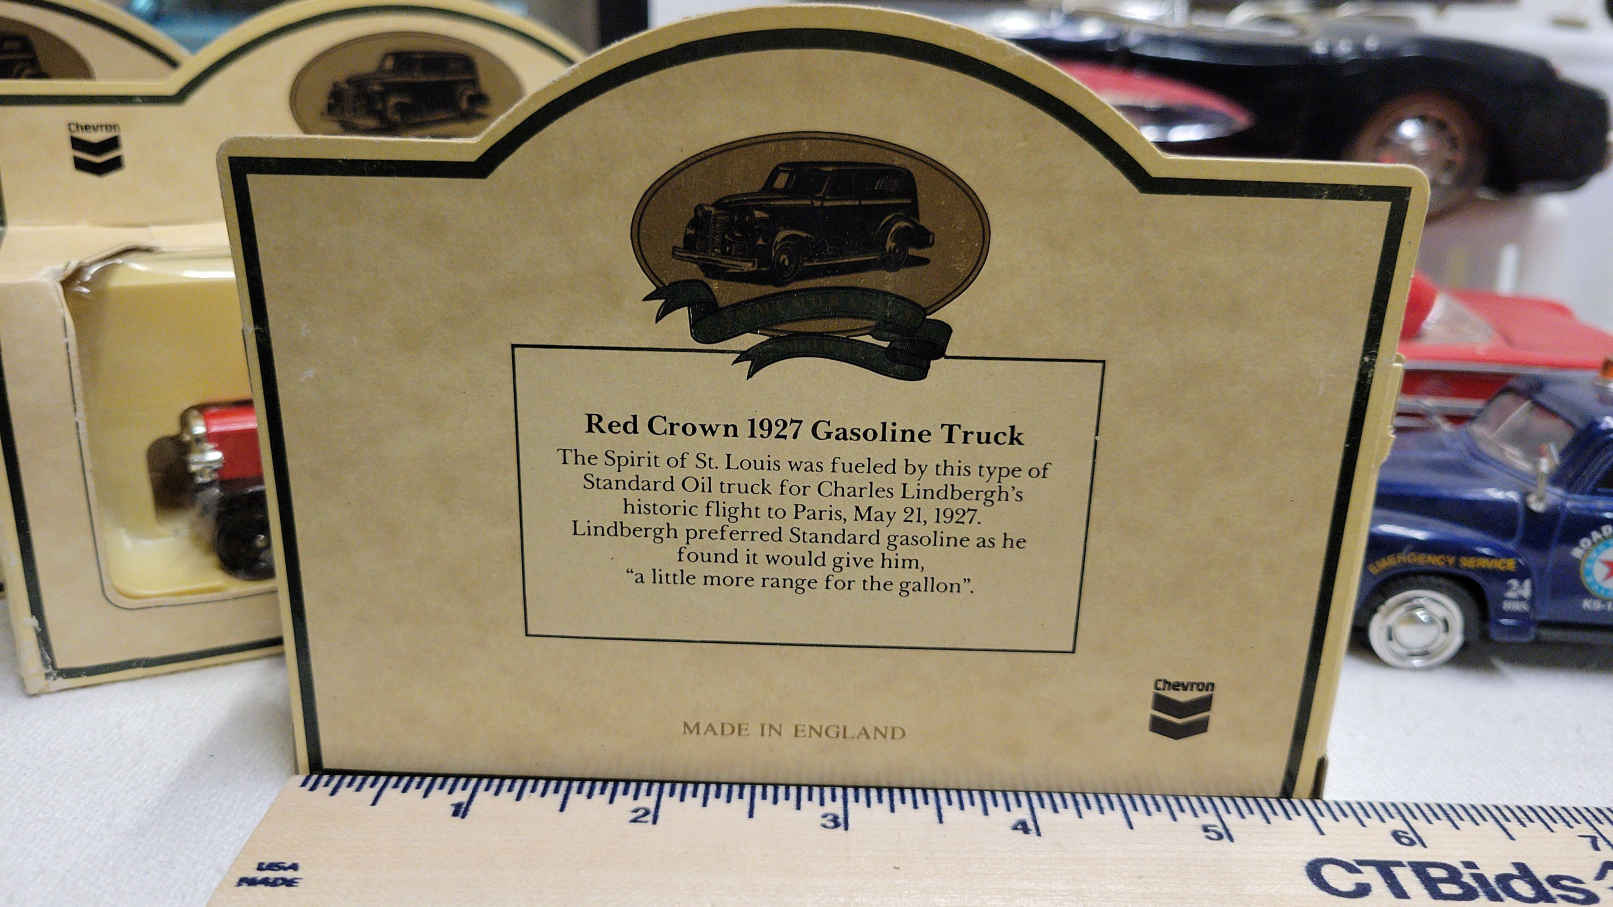 Chevron
Red Crown 1927 Gasoline Truck
The Spirit of St. Louis was fueled by this type of
Standard Oil truck for Charles Lindbergh's
historic flight to Paris, May 21, 1927.
Lindbergh preferred Standard gasoline as he
found it would give him,
“a little more range for the gallon”.
Chevron
MADE IN ENGLAND
EMERGENCY SERVICE
24
HRS.
ROAD
1 2 3 4 5 6 7
USA
MADE
CTBids